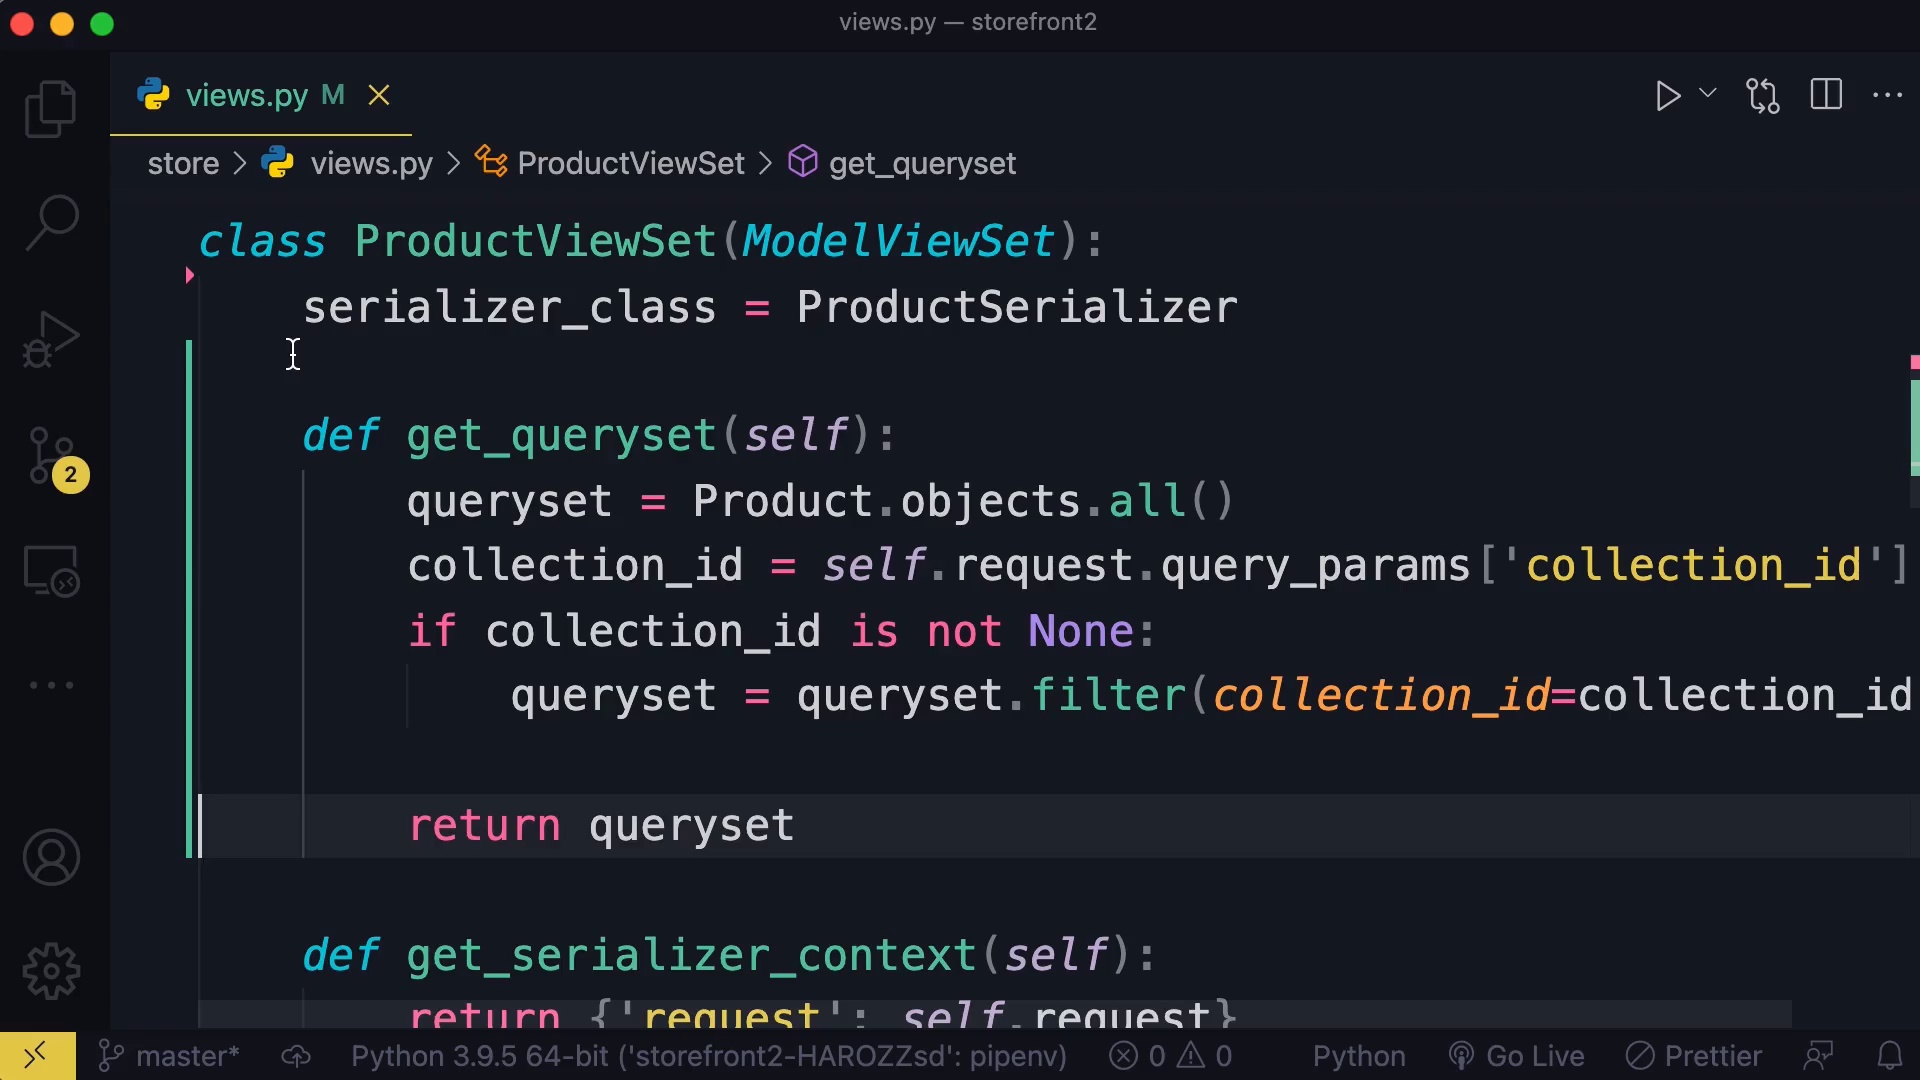 views.py — storefront2
views.py M
store > views.py > ProductViewSet > get_queryset
class ProductViewSet(ModelViewSet):
serializer_class = ProductSerializer
def get_queryset(self):
queryset = Product.objects.all()
collection_id = self.request.query_params['collection_id']
if collection_id is not None:
queryset = queryset.filter(collection_id=collection_id
return queryset
def get_serializer_context(self):
return {'request': self.request}
2
master* Python 3.9.5 64-bit ('storefront2-HAROZZsd': pipenv) 0 0 Python Go Live Prettier